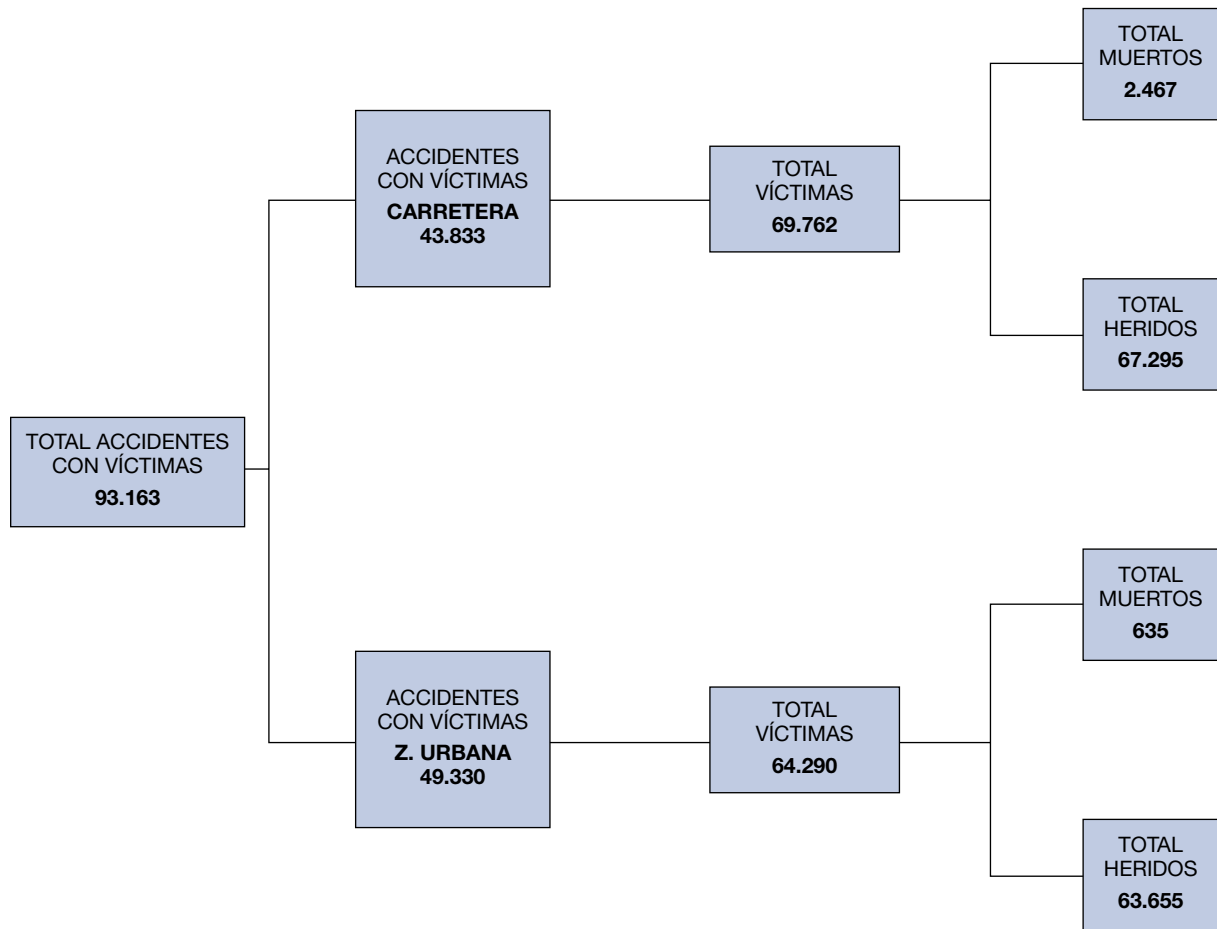 TOTAL ACCIDENTES
CON VÍCTIMAS
93.163
ACCIDENTES
CON VÍCTIMAS
CARRETERA
43.833
TOTAL
VÍCTIMAS
69.762
TOTAL
MUERTOS
2.467
TOTAL
HERIDOS
67.295
ACCIDENTES
CON VÍCTIMAS
Z. URBANA
49.330
TOTAL
VÍCTIMAS
64.290
TOTAL
MUERTOS
635
TOTAL
HERIDOS
63.655